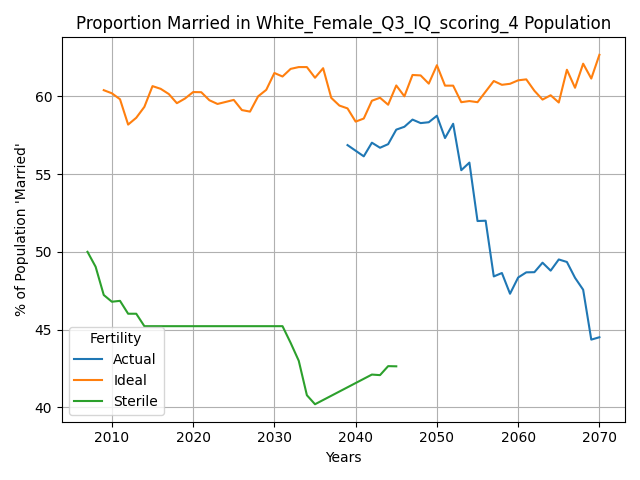 Proportion Married in White_Female_Q3_IQ_scoring_4 Population
% of Population 'Married'
60
55
50
45
40
Fertility
Actual
Ideal
Sterile
2010 2020 2030 2040 2050 2060 2070
Years